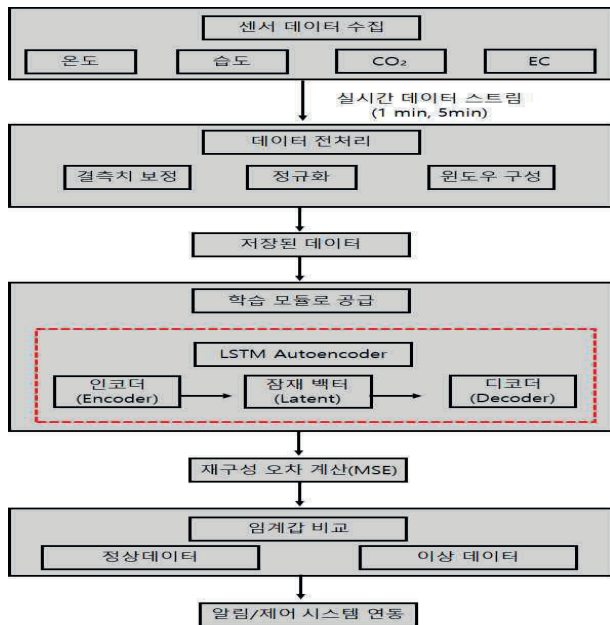 센서 데이터 수집
온도 습도 CO₂ EC
실시간 데이터 스트림
(1 min, 5min)
데이터 전처리
결측치 보정 정규화 윈도우 구성
저장된 데이터
학습 모듈로 공급
LSTM Autoencoder
인코더 잠재 벡터 디코더
(Encoder) (Latent) (Decoder)
재구성 오차 계산(MSE)
임계값 비교
정상데이터 이상 데이터
알림/제어 시스템 연동